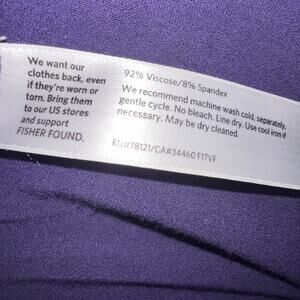 We want our
clothes back, even
if they're worn or
torn. Bring them
to our US stores
and support
FISHER FOUND.
92% Viscose/8% Spandex
We recommend machine wash cold, separately,
gentle cycle. No bleach. Line dry. Use cool iron if
necessary. May be dry cleaned.
RN#78121/CA#34460 F17VF